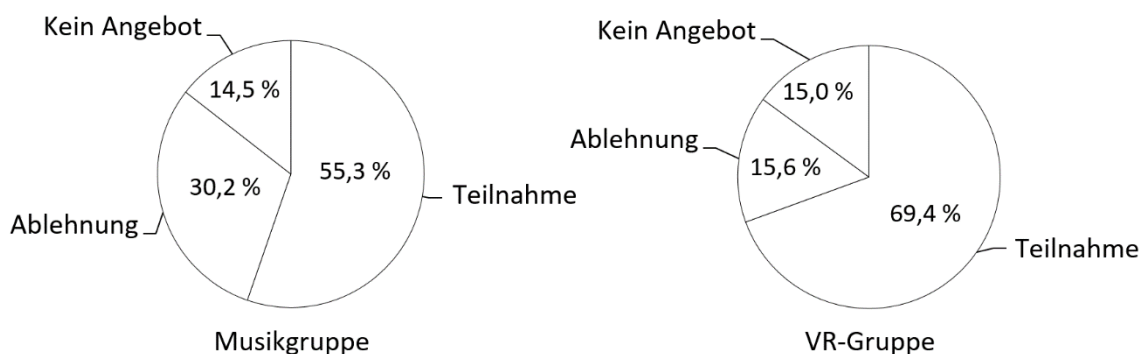 Kein Angebot
14,5 %
Ablehnung
30,2 %
55,3 %
Teilnahme
Musikgruppe
Kein Angebot
15,0 %
Ablehnung
15,6 %
69,4 %
Teilnahme
VR-Gruppe